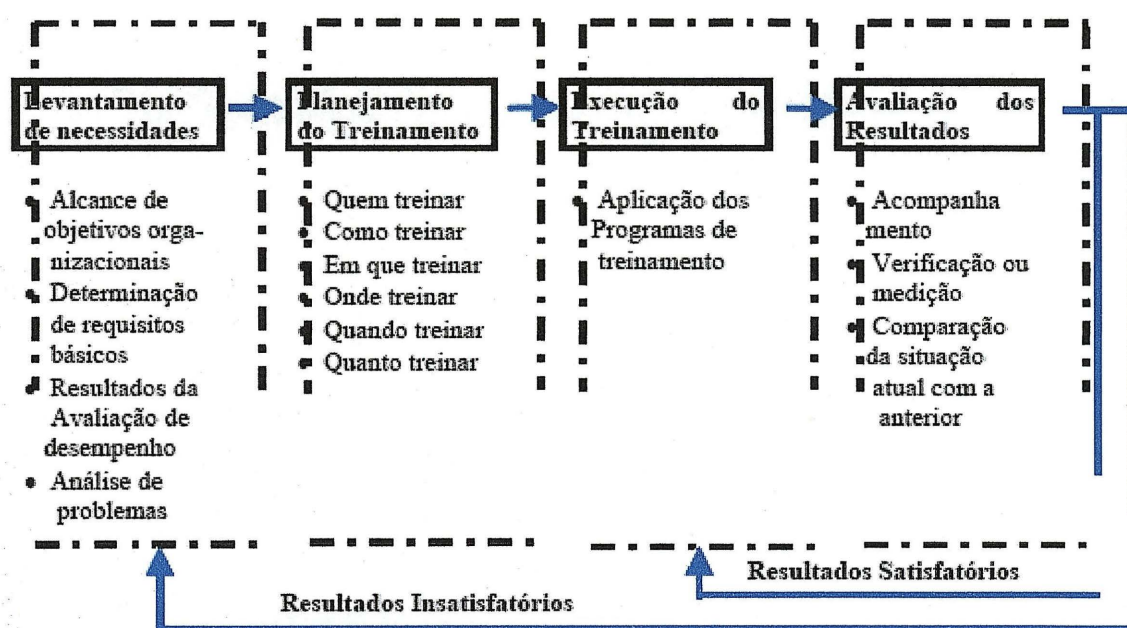 Levantamento
de necessidades
• Alcance de
objetivos orga-
nizacionais
• Determinação
de requisitos
básicos
• Resultados da
Avaliação de
desempenho
• Análise de
problemas
Planejamento
do Treinamento
• Quem treinar
• Como treinar
• Em que treinar
• Onde treinar
• Quando treinar
• Quanto treinar
Execução do
Treinamento
• Aplicação dos
Programas de
treinamento
Avaliação dos
Resultados
• Acompanha
mento
• Verificação ou
medição
• Comparação
da situação
atual com a
anterior
Resultados Satisfatórios
Resultados Insatisfatórios